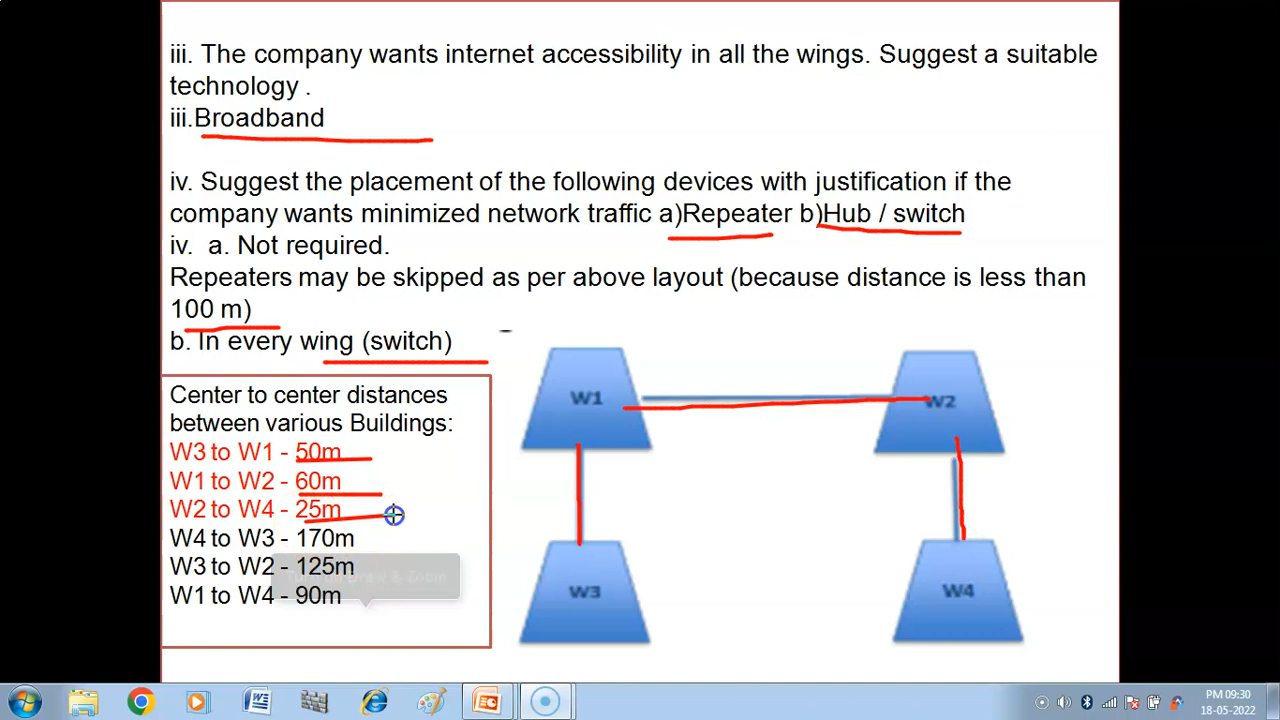 iii. The company wants internet accessibility in all the wings. Suggest a suitable
technology .
iii.Broadband
iv. Suggest the placement of the following devices with justification if the
company wants minimized network traffic a)Repeater b)Hub / switch
iv. a. Not required.
Repeaters may be skipped as per above layout (because distance is less than
100 m)
b. In every wing (switch)
Center to center distances
between various Buildings:
W3 to W1 - 50m
W1 to W2 - 60m
W2 to W4 - 25m
W4 to W3 - 170m
W3 to W2 - 125m
W1 to W4 - 90m
W1
W2
W3
W4
PM 09:30
18-05-2022